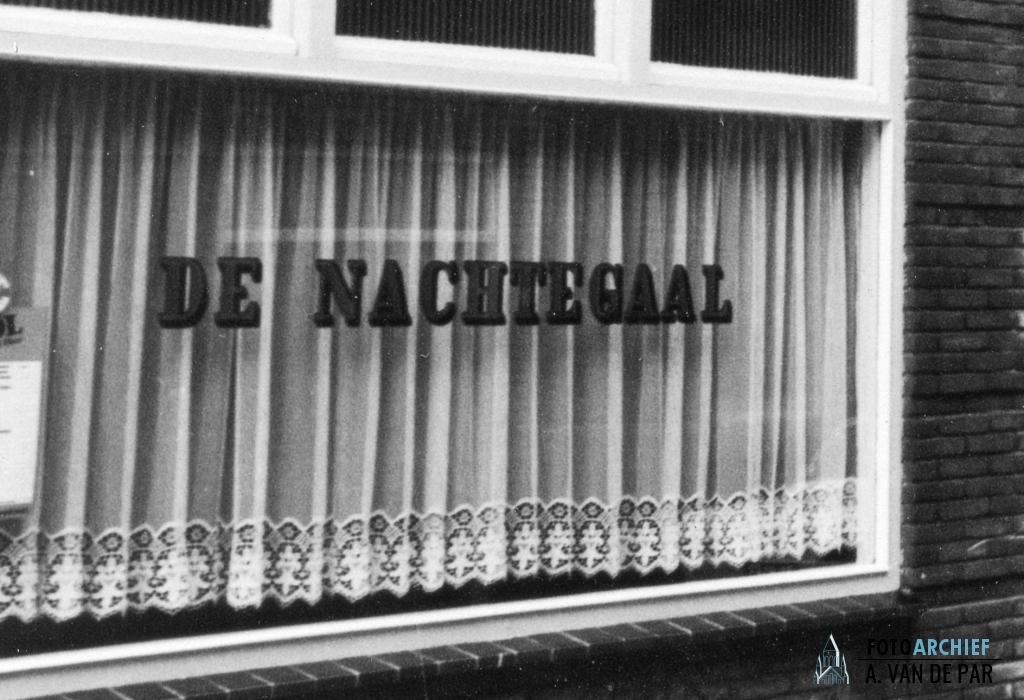 DE NACHTEGAAL
FOTOARCHIEF
A. VAN DE PAR